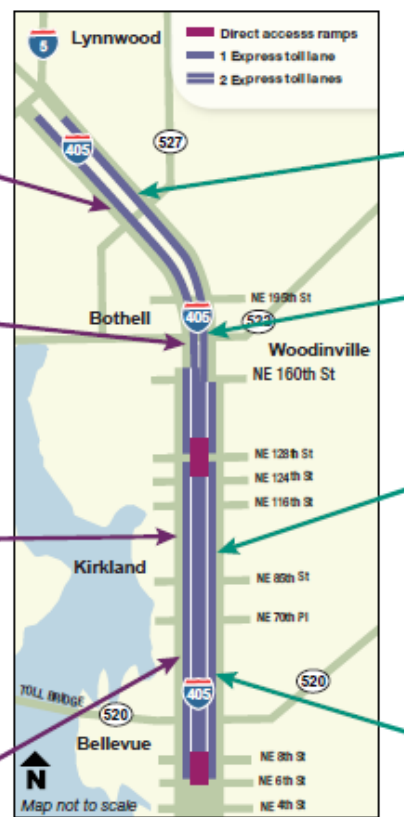 5
Lynnwood
Direct accesss ramps
1 Express toll lane
2 Express toll lanes
405
527
NE 195th St
405
522
Bothell
Woodinville
NE 160th St
NE 128th St
NE 124th St
NE 116th St
Kirkland
NE 85th St
NE 70th Pl
TOLL BRIDGE
405
520
520
Bellevue
NE 8th St
NE 6th St
NE 4th St
N
Map not to scale